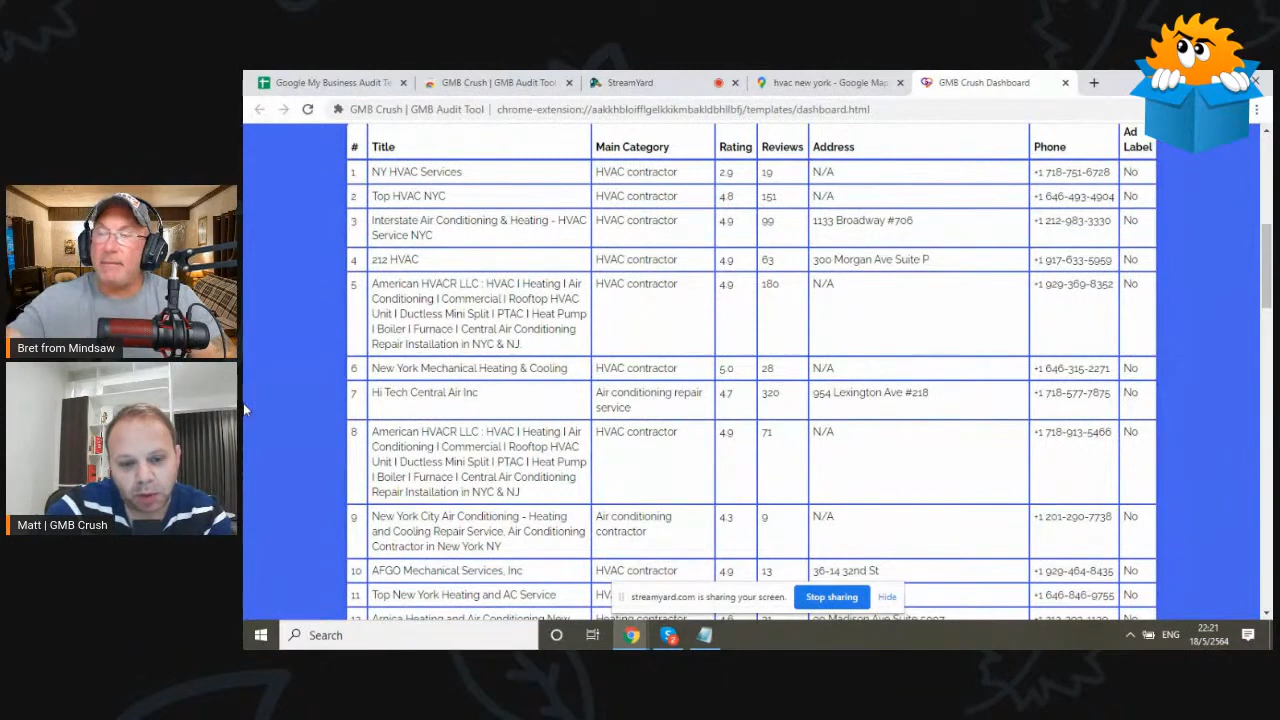 Google My Business Audit Te
GMB Crush | GMB Audit Tool
StreamYard
hvac new york - Google Map
GMB Crush Dashboard
GMB Crush | GMB Audit Tool | chrome-extension://aakkhbloifflgelkkikmbakldbhllbfj/templates/dashboard.html
# Title Main Category Rating Reviews Address Phone Ad Label
1 NY HVAC Services HVAC contractor 2.9 19 N/A +1 718-751-6728 No
2 Top HVAC NYC HVAC contractor 4.8 151 N/A +1 646-493-4904 No
3 Interstate Air Conditioning & Heating - HVAC HVAC contractor 4.9 99 1133 Broadway #706 +1 212-983-3330 No
Service NYC
4 212 HVAC HVAC contractor 4.9 63 300 Morgan Ave Suite P +1 917-633-5959 No
5 American HVACR LLC : HVAC I Heating I Air HVAC contractor 4.9 180 N/A +1 929-369-8352 No
Conditioning I Commercial I Rooftop HVAC
Unit I Ductless Mini Split I PTAC I Heat Pump
I Boiler I Furnace I Central Air Conditioning
Repair Installation in NYC & NJ.
6 New York Mechanical Heating & Cooling HVAC contractor 5.0 28 N/A +1 646-315-2271 No
7 Hi Tech Central Air Inc Air conditioning repair 4.7 320 954 Lexington Ave #218 +1 718-577-7875 No
service
8 American HVACR LLC : HVAC I Heating I Air HVAC contractor 4.9 71 N/A +1 718-913-5466 No
Conditioning I Commercial I Rooftop HVAC
Unit I Ductless Mini Split I PTAC I Heat Pump
I Boiler I Furnace I Central Air Conditioning
Repair Installation in NYC & NJ
9 New York City Air Conditioning - Heating Air conditioning 4.3 9 N/A +1 201-290-7738 No
and Cooling Repair Service, Air Conditioning contractor
Contractor in New York NY
10 AFGO Mechanical Services, Inc HVAC contractor 4.9 13 36-14 32nd St +1 929-464-8435 No
11 Top New York Heating and AC Service +1 646-846-9755 No
streamyard.com is sharing your screen.
Stop sharing
Hide
Bret from Mindsaw
Matt | GMB Crush
Search
2
ENG
22:21
18/5/2564